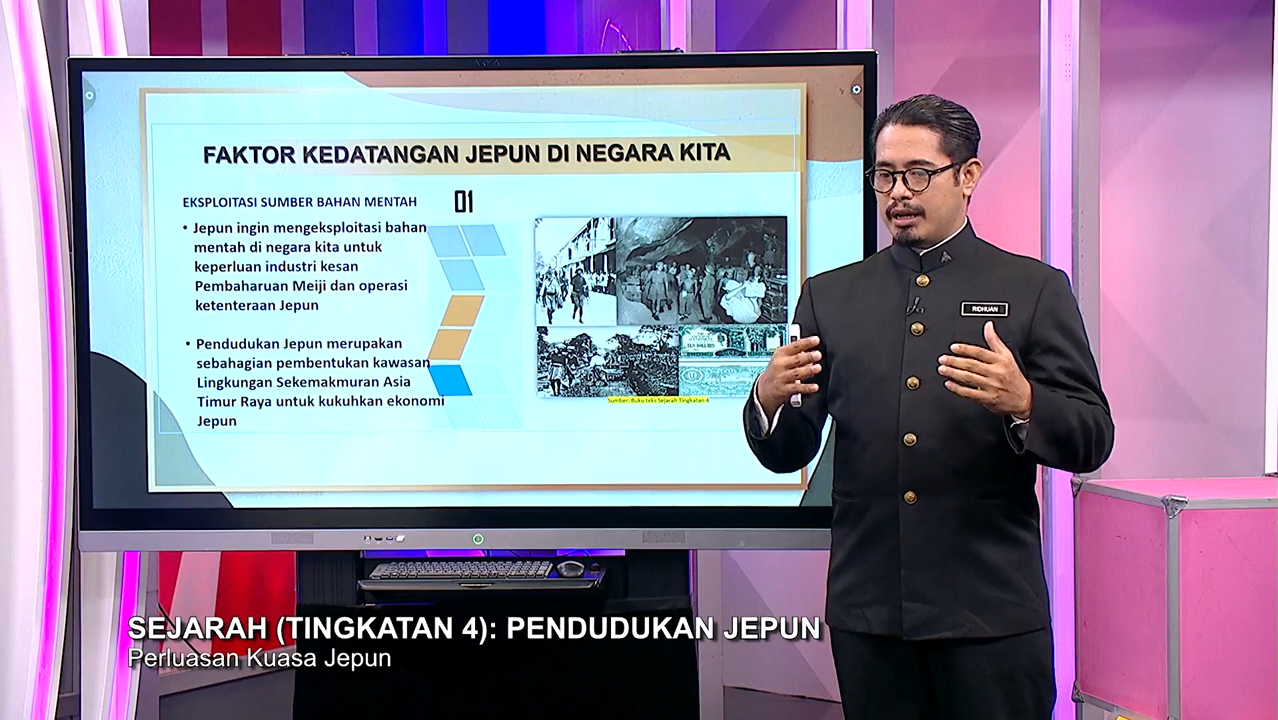 FAKTOR KEDATANGAN JEPUN DI NEGARA KITA
EKSPLOITASI SUMBER BAHAN MENTAH
01
• Jepun ingin mengeksploitasi bahan
mentah di negara kita untuk
keperluan industri kesan
Pembaharuan Meiji dan operasi
ketenteraan Jepun
• Pendudukan Jepun merupakan
sebahagian pembentukan kawasan
Lingkungan Sekemakmuran Asia
Timur Raya untuk kukuhkan ekonomi
Jepun
Sumber: Buku teks Sejarah Tingkatan 4
RIDHUAN
SEJARAH (TINGKATAN 4): PENDUDUKAN JEPUN
Perluasan Kuasa Jepun